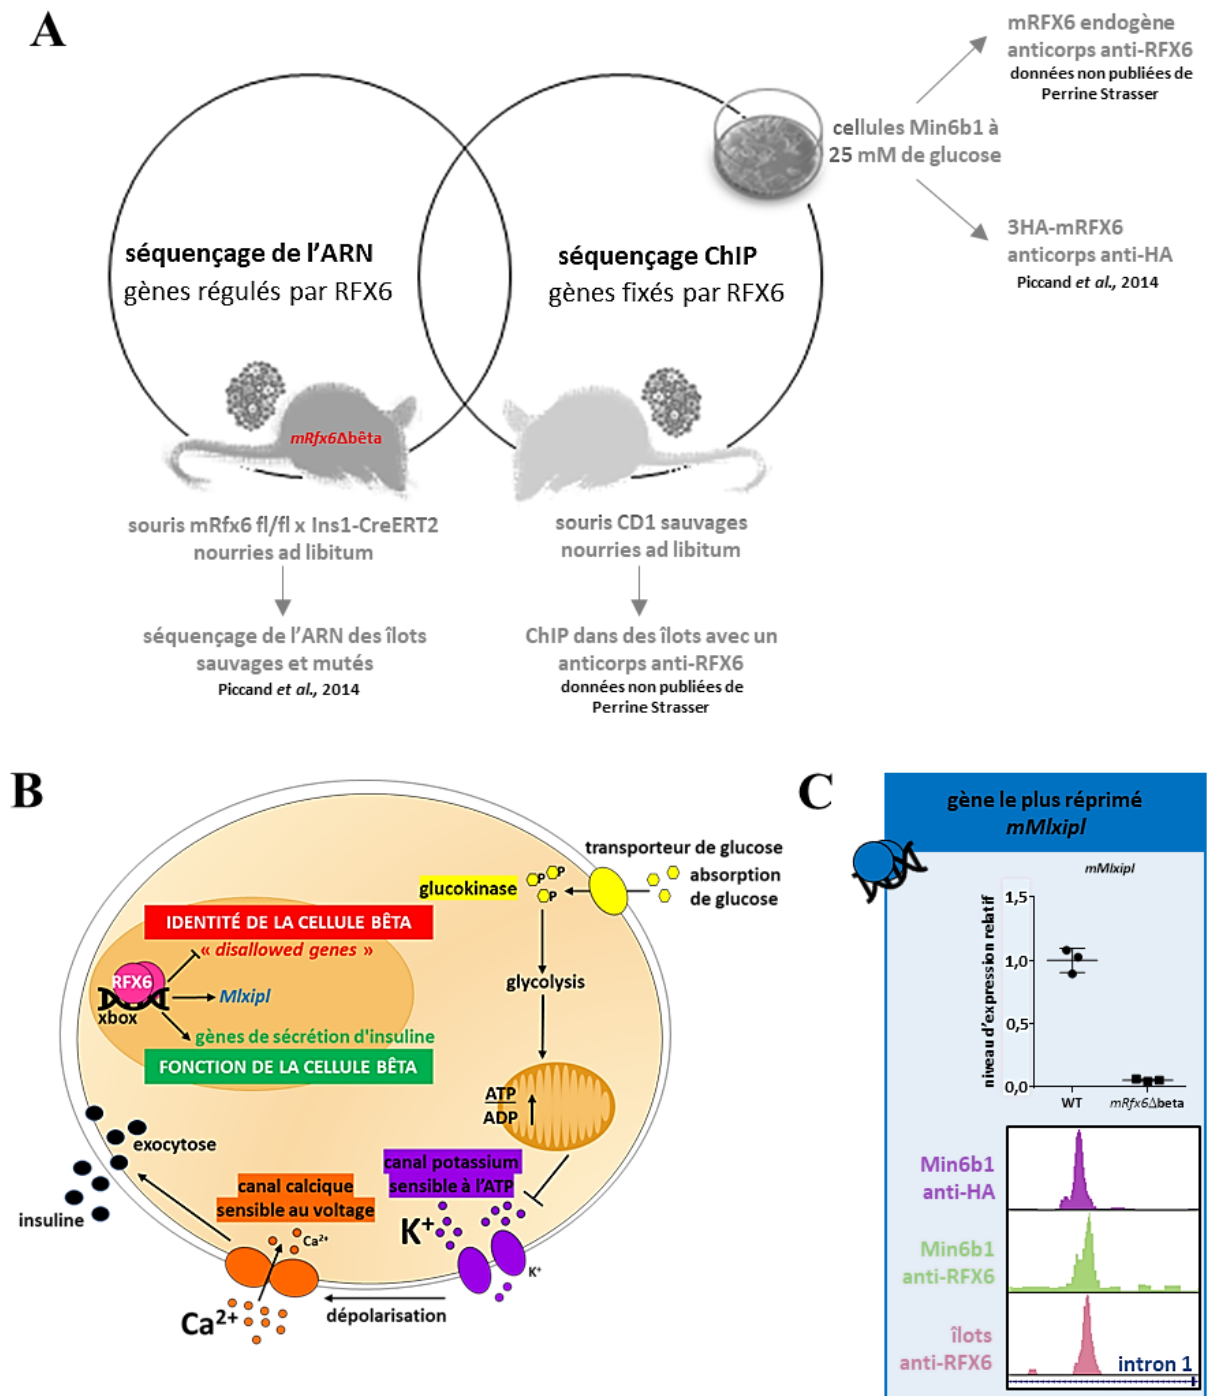 A
mRFX6 endogène
anticorps anti-RFX6
données non publiées de
Perrine Strasser
cellules Min6b1 à
25 mM de glucose
3HA-mRFX6
anticorps anti-HA
Piccand et al., 2014
séquençage de l'ARN
gènes régulés par RFX6
séquençage ChIP
gènes fixés par RFX6
mRfx6Δbêta
souris mRfx6 fl/fl x Ins1-CreERT2
nourries ad libitum
souris CD1 sauvages
nourries ad libitum
séquençage de l'ARN des îlots
sauvages et mutés
Piccand et al., 2014
ChIP dans des îlots avec un
anticorps anti-RFX6
données non publiées de
Perrine Strasser
B
transporteur de glucose
absorption
de glucose
glucokinase
P
P
P
IDENTITÉ DE LA CELLULE BÊTA
« disallowed genes »
RFX6
Mlxipl
xbox
gènes de sécrétion d'insuline
FONCTION DE LA CELLULE BÊTA
glycolysis
ATP
ADP
exocytose
insuline
canal potassium
sensible à l'ATP
canal calcique
sensible au voltage
K+
K+
Ca2+
Ca2+
dépolarisation
C
gène le plus réprimé
mMlxipl
mMlxipl
niveau d'expression relatif
1,5
1,0
0,5
0,0
WT
mRfx6Δbeta
Min6b1
anti-HA
Min6b1
anti-RFX6
îlots
anti-RFX6
intron 1